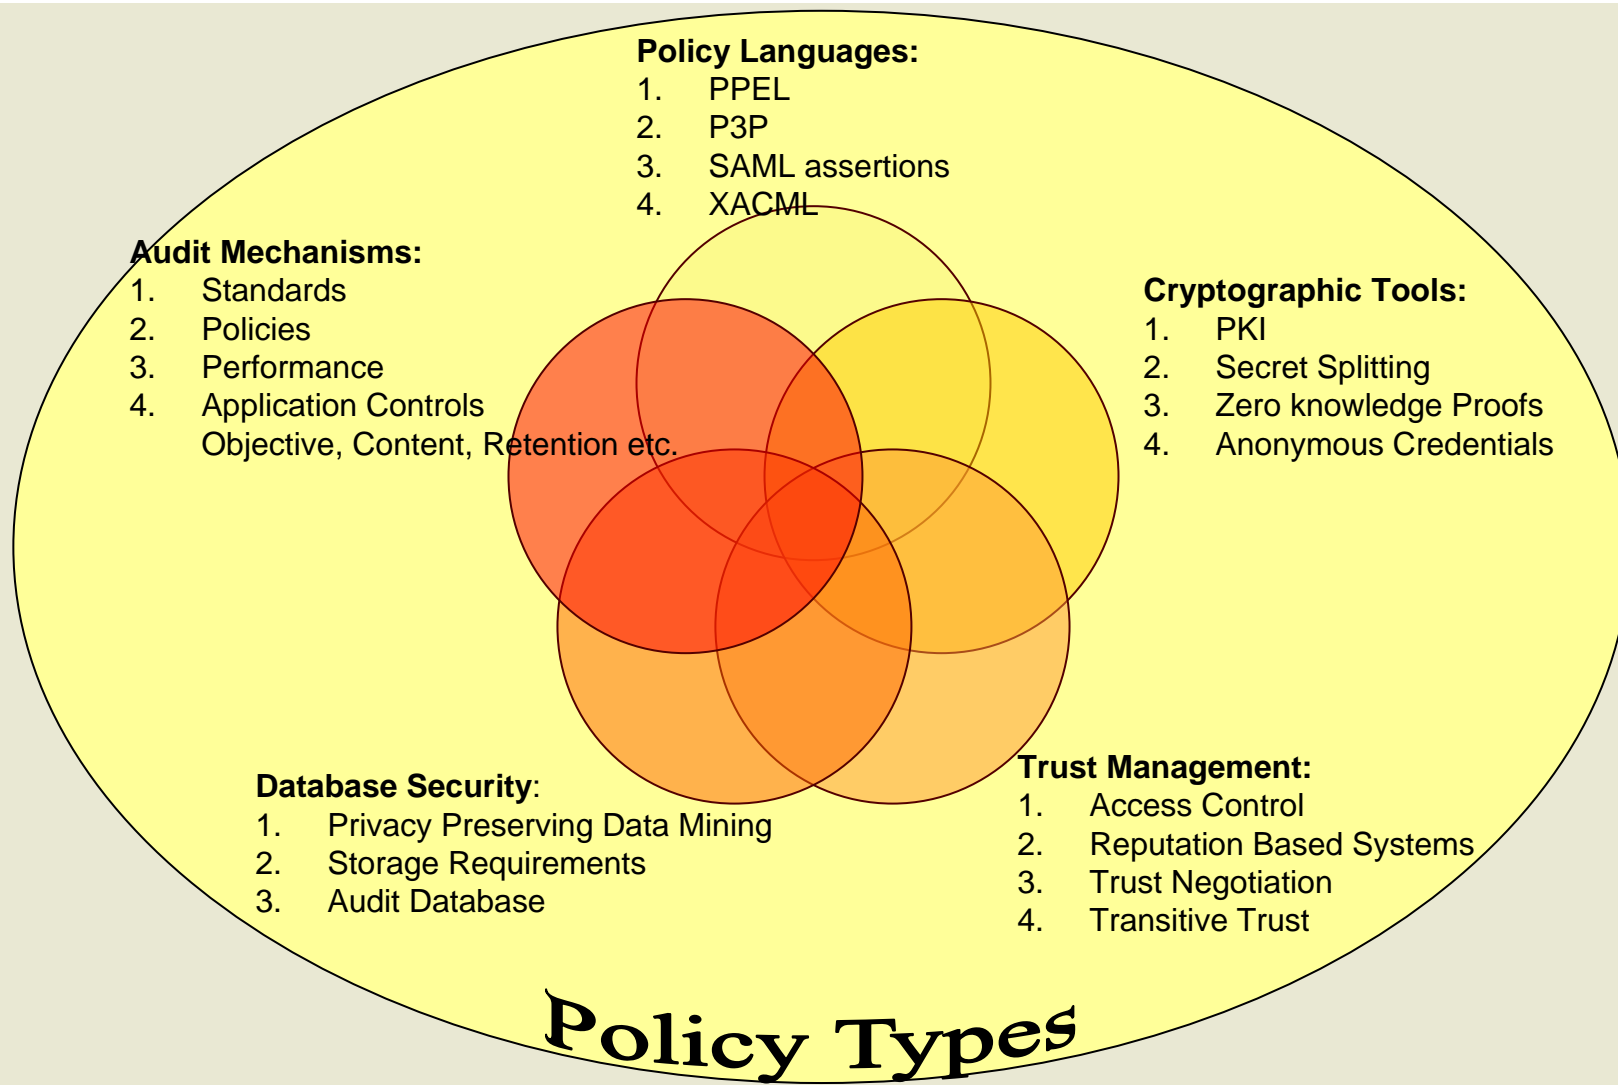 Policy Languages:
1. PPEL
2. P3P
3. SAML assertions
4. XACML
Audit Mechanisms:
1. Standards
2. Policies
3. Performance
4. Application Controls
Objective, Content, Retention etc.
Cryptographic Tools:
1. PKI
2. Secret Splitting
3. Zero knowledge Proofs
4. Anonymous Credentials
Database Security:
1. Privacy Preserving Data Mining
2. Storage Requirements
3. Audit Database
Trust Management:
1. Access Control
2. Reputation Based Systems
3. Trust Negotiation
4. Transitive Trust
Policy Types